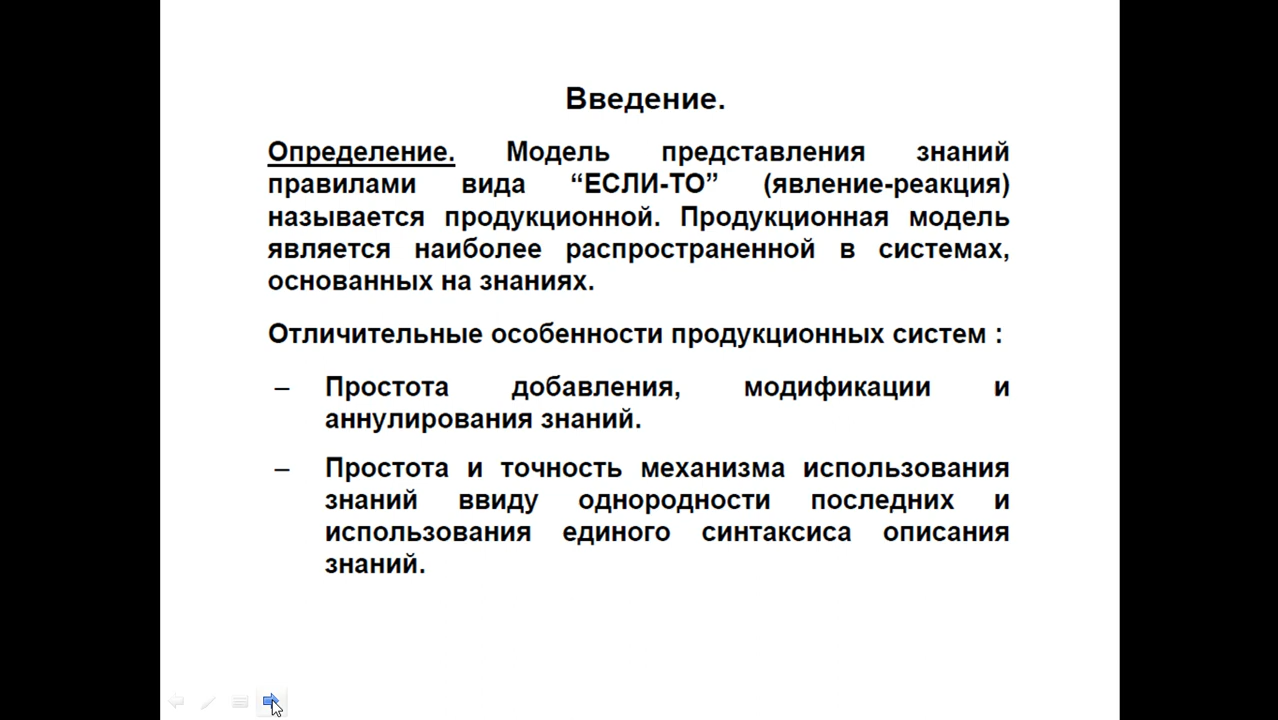 Введение.
Определение. Модель представления знаний
правилами вида “ЕСЛИ-ТО” (явление-реакция)
называется продукционной. Продукционная модель
является наиболее распространенной в системах,
основанных на знаниях.
Отличительные особенности продукционных систем :
– Простота добавления, модификации и
аннулирования знаний.
– Простота и точность механизма использования
знаний ввиду однородности последних и
использования единого синтаксиса описания
знаний.